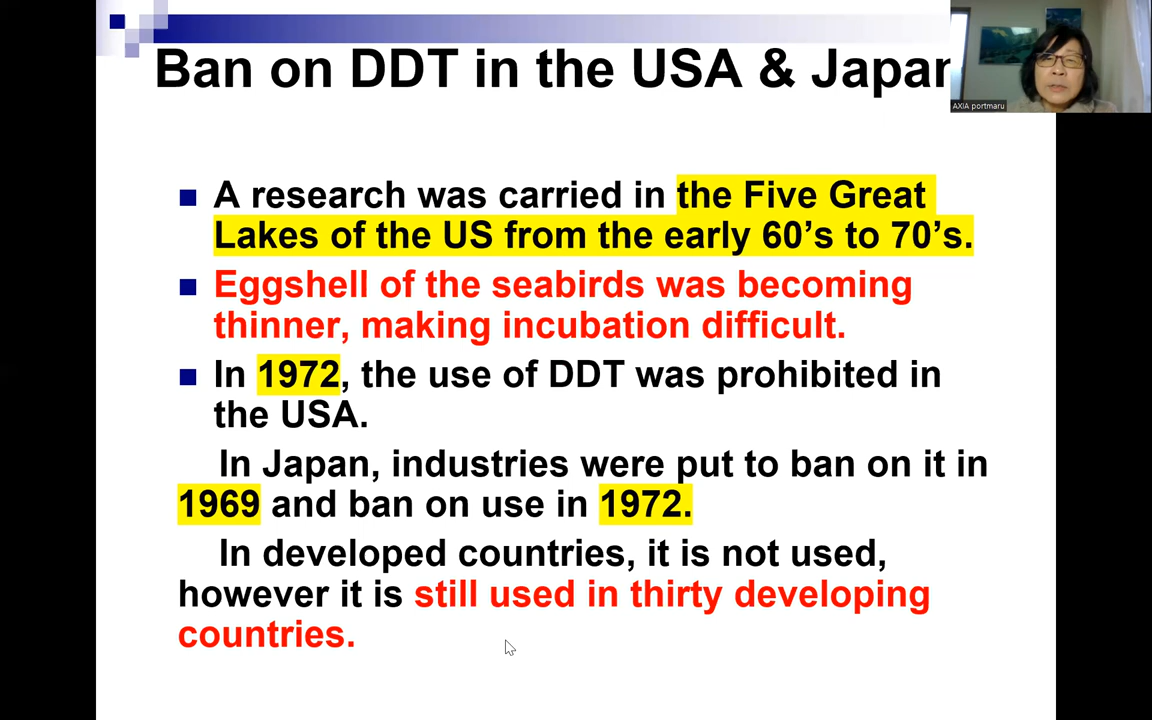 Ban on DDT in the USA & Japan
AXIA portmaru
A research was carried in the Five Great
Lakes of the US from the early 60’s to 70’s.
Eggshell of the seabirds was becoming
thinner, making incubation difficult.
In 1972, the use of DDT was prohibited in
the USA.
In Japan, industries were put to ban on it in
1969 and ban on use in 1972.
In developed countries, it is not used,
however it is still used in thirty developing
countries.